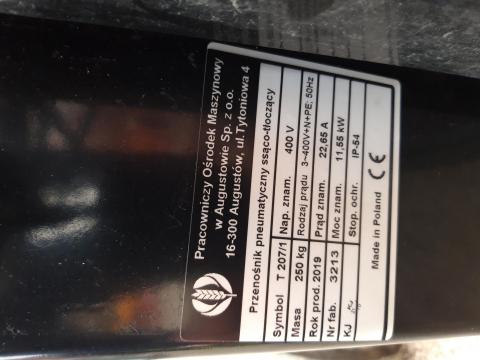 Pracowniczy Ośrodek Maszynowy
w Augustowie Sp. z o.o.
16-300 Augustów, ul.Tytoniowa 4
Przenośnik pneumatyczny ssąco-tłoczący
Symbol T 207/1 Nap. znam. 400 V
Masa 250 kg Rodzaj prądu 3~400V+N+PE; 50Hz
Rok prod. 2019 Prąd znam. 22,65 A
Nr fab. 3213 Moc znam. 11,55 kW
KJ Stop. ochr. IP-54
Made in Poland CE